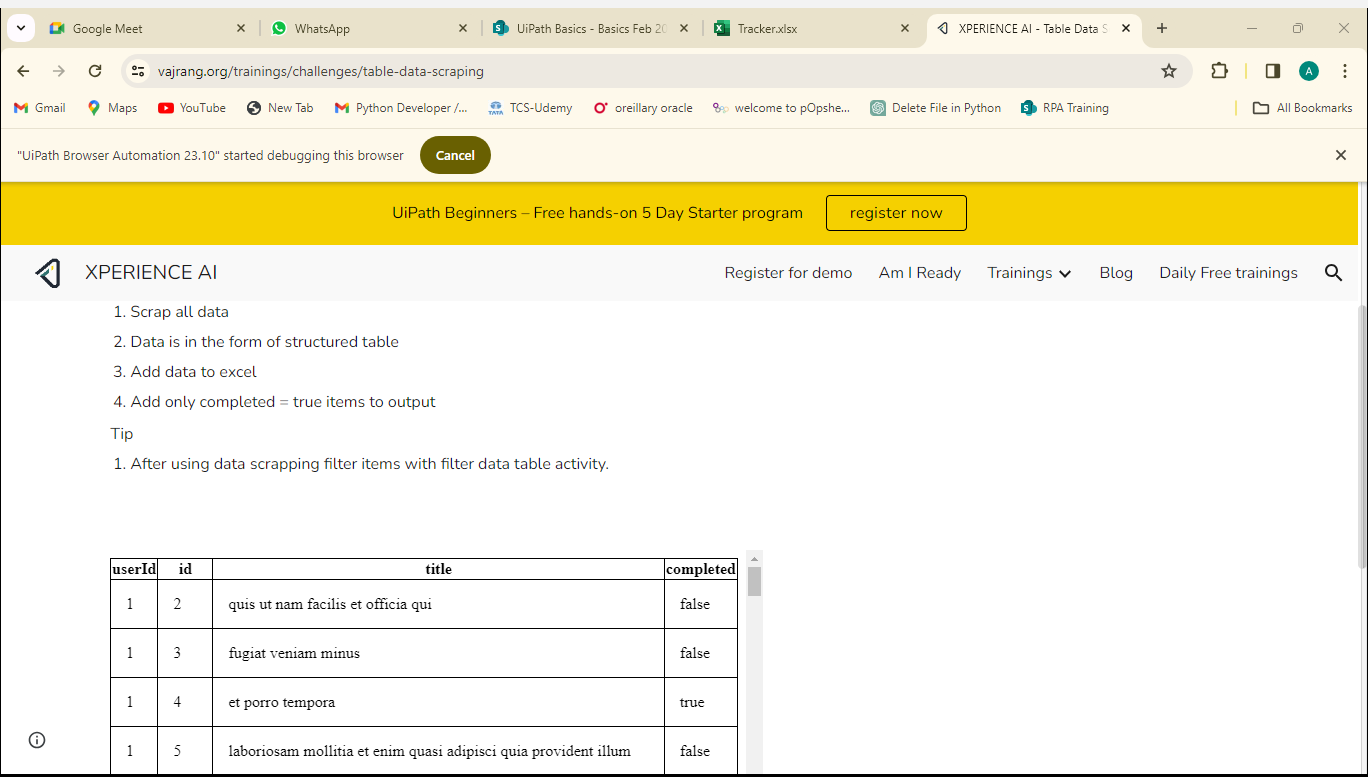 Google Meet
WhatsApp
UiPath Basics - Basics Feb 20
Tracker.xlsx
XPERIENCE AI - Table Data S
vajrang.org/trainings/challenges/table-data-scraping
A
Gmail
Maps
YouTube
New Tab
Python Developer /...
TCS-Udemy
oreillary oracle
welcome to pOpshe...
Delete File in Python
RPA Training
All Bookmarks
"UiPath Browser Automation 23.10" started debugging this browser
Cancel
UiPath Beginners – Free hands-on 5 Day Starter program
register now
XPERIENCE AI
Register for demo
Am I Ready
Trainings
Blog
Daily Free trainings
1. Scrap all data
2. Data is in the form of structured table
3. Add data to excel
4. Add only completed = true items to output
Tip
1. After using data scrapping filter items with filter data table activity.
userId id title completed
1 2 quis ut nam facilis et officia qui false
1 3 fugiat veniam minus false
1 4 et porro tempora true
1 5 laboriosam mollitia et enim quasi adipisci quia provident illum false